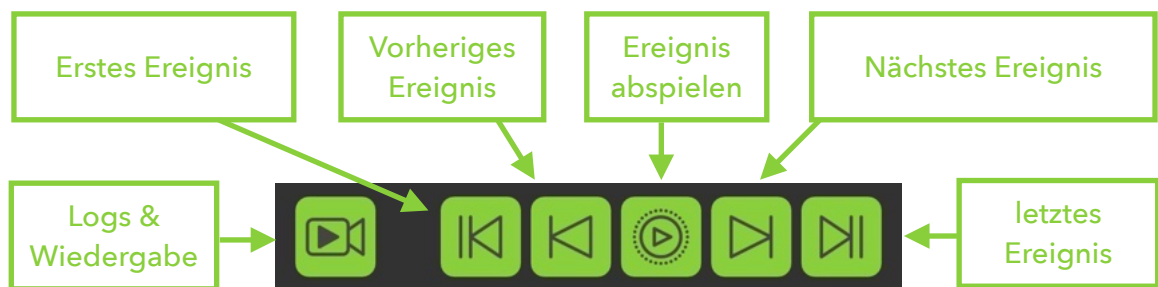 Erstes Ereignis
Vorheriges
Ereignis
Ereignis
abspielen
Nächstes Ereignis
Logs &
Wiedergabe
letztes
Ereignis